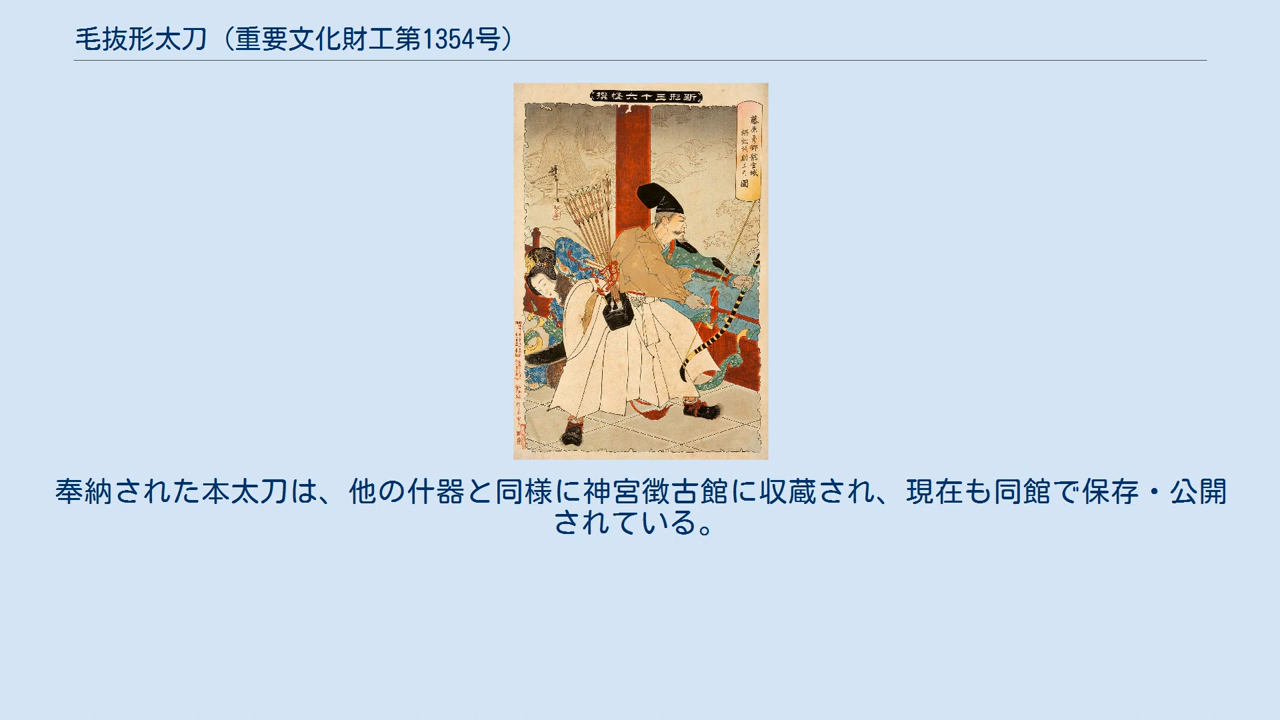 毛抜形太刀（重要文化財工第1354号）
新形三十六怪撰
奉納された本太刀は、他の什器と同様に神宮徴古館に収蔵され、現在も同館で保存・公開
されている。